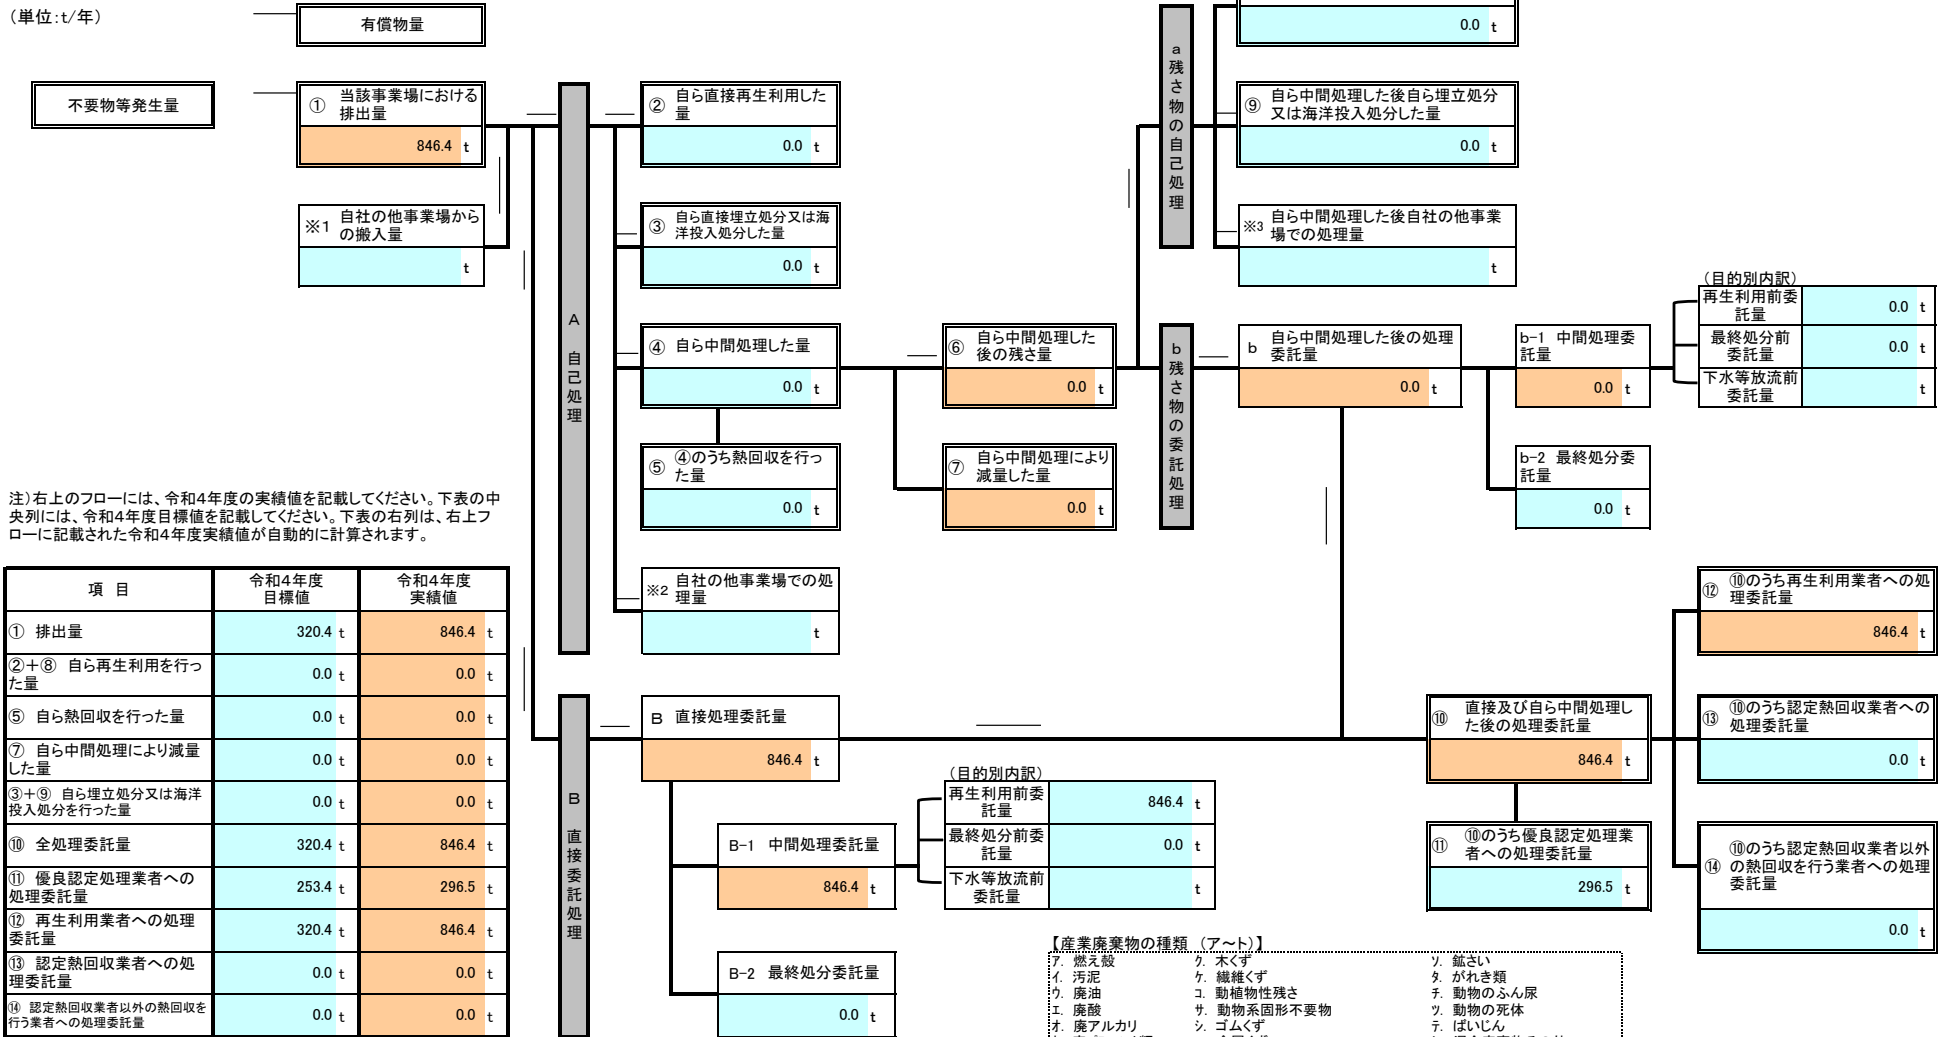 (単位:t/年)
有償物量
不要物等発生量
① 当該事業場における
排出量
846.4 t
※1 自社の他事業場から
の搬入量
t
A 自己処理
② 自ら直接再生利用した
量
0.0 t
③ 自ら直接埋立処分又は海
洋投入処分した量
0.0 t
④ 自ら中間処理した量
0.0 t
⑤ ④のうち熱回収を行っ
た量
0.0 t
※2 自社の他事業場での処
理量
t
⑥ 自ら中間処理した
後の残さ量
0.0 t
⑦ 自ら中間処理により
減量した量
0.0 t
a 残さ物の自己処理
0.0 t
⑨ 自ら中間処理した後自ら埋立処分
又は海洋投入処分した量
0.0 t
※3 自ら中間処理した後自社の他事業
場での処理量
t
b 残さ物の委託処理
b 自ら中間処理した後の処理
委託量
0.0 t
b-1 中間処理委
託量
0.0 t
(目的別内訳)
再生利用前委
託量
0.0 t
最終処分前
委託量
0.0 t
下水等放流前
委託量
t
b-2 最終処分委
託量
0.0 t
注)右上のフローには、令和4年度の実績値を記載してください。下表の中
央列には、令和4年度目標値を記載してください。下表の右列は、右上フ
ローに記載された令和4年度実績値が自動的に計算されます。
項 目 令和4年度
目標値 令和4年度
実績値
① 排出量 320.4 t 846.4 t
②+⑧ 自ら再生利用を行っ
た量 0.0 t 0.0 t
⑤ 自ら熱回収を行った量 0.0 t 0.0 t
⑦ 自ら中間処理により減量
した量 0.0 t 0.0 t
③+⑨ 自ら埋立処分又は海洋
投入処分を行った量 0.0 t 0.0 t
⑩ 全処理委託量 320.4 t 846.4 t
⑪ 優良認定処理業者への
処理委託量 253.4 t 296.5 t
⑫ 再生利用業者への処理
委託量 320.4 t 846.4 t
⑬ 認定熱回収業者への処
理委託量 0.0 t 0.0 t
⑭ 認定熱回収業者以外の熱回収を
行う業者への処理委託量 0.0 t 0.0 t
B 直接委託処理
B 直接処理委託量
846.4 t
B-1 中間処理委託量
846.4 t
(目的別内訳)
再生利用前委
託量
846.4 t
最終処分前委
託量
0.0 t
下水等放流前
委託量
t
B-2 最終処分委託量
0.0 t
⑩ 直接及び自ら中間処理し
た後の処理委託量
846.4 t
⑪ ⑩のうち優良認定処理業
者への処理委託量
296.5 t
⑫ ⑩のうち再生利用業者への処
理委託量
846.4 t
⑬ ⑩のうち認定熱回収業者への
処理委託量
0.0 t
⑭ ⑩のうち認定熱回収業者以外
の熱回収を行う業者への処理
委託量
0.0 t
【産業廃棄物の種類 (ア~ト)】
ア. 燃え殻 ク. 木くず ソ. 鉱さい
イ. 汚泥 ケ. 繊維くず タ. がれき類
ウ. 廃油 コ. 動植物性残さ チ. 動物のふん尿
エ. 廃酸 サ. 動物系固形不要物 ツ. 動物の死体
オ. 廃アルカリ シ. ゴムくず テ. ばいじん